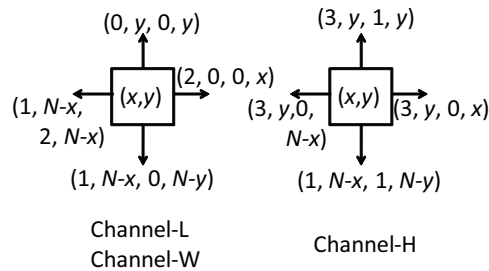 (0, y, 0, y)
(x,y)
(2, 0, 0, x)
(1, N-x,
2, N-x)
(1, N-x, 0, N-y)
Channel-L
Channel-W
(3, y, 1, y)
(x,y)
(3, y,0,
N-x)
(3, y, 0, x)
(1, N-x, 1, N-y)
Channel-H